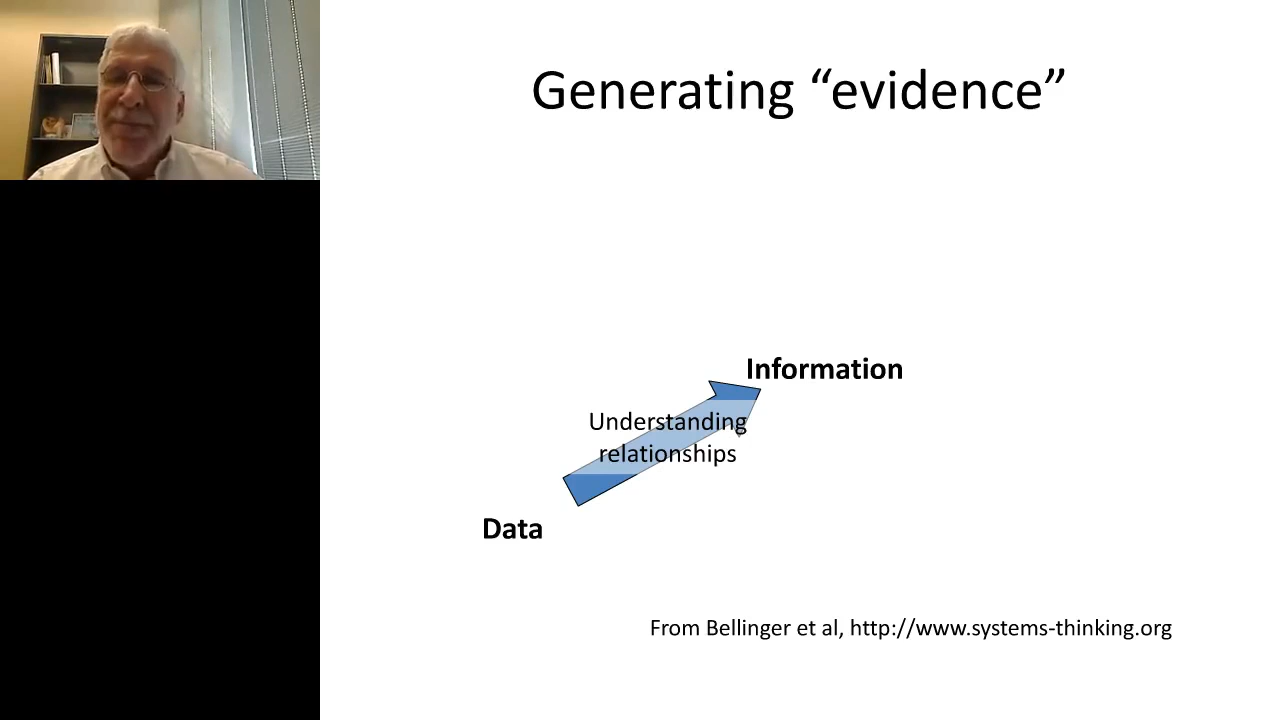 Generating “evidence”
Information
Understanding
relationships
Data
From Bellinger et al, http://www.systems-thinking.org